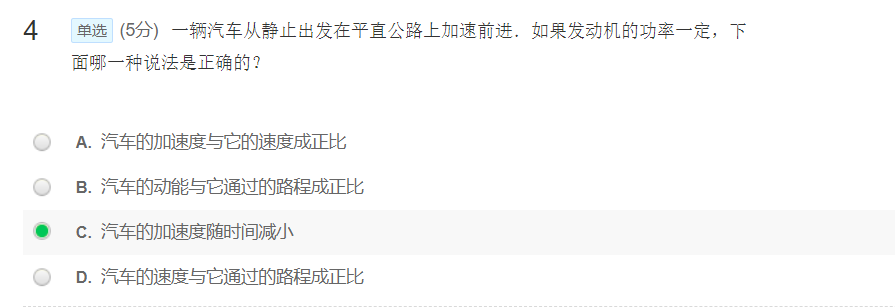 4 单选 (5分) 一辆汽车从静止出发在平直公路上加速前进．如果发动机的功率一定，下
面哪一种说法是正确的？
A. 汽车的加速度与它的速度成正比
B. 汽车的动能与它通过的路程成正比
C. 汽车的加速度随时间减小
D. 汽车的速度与它通过的路程成正比